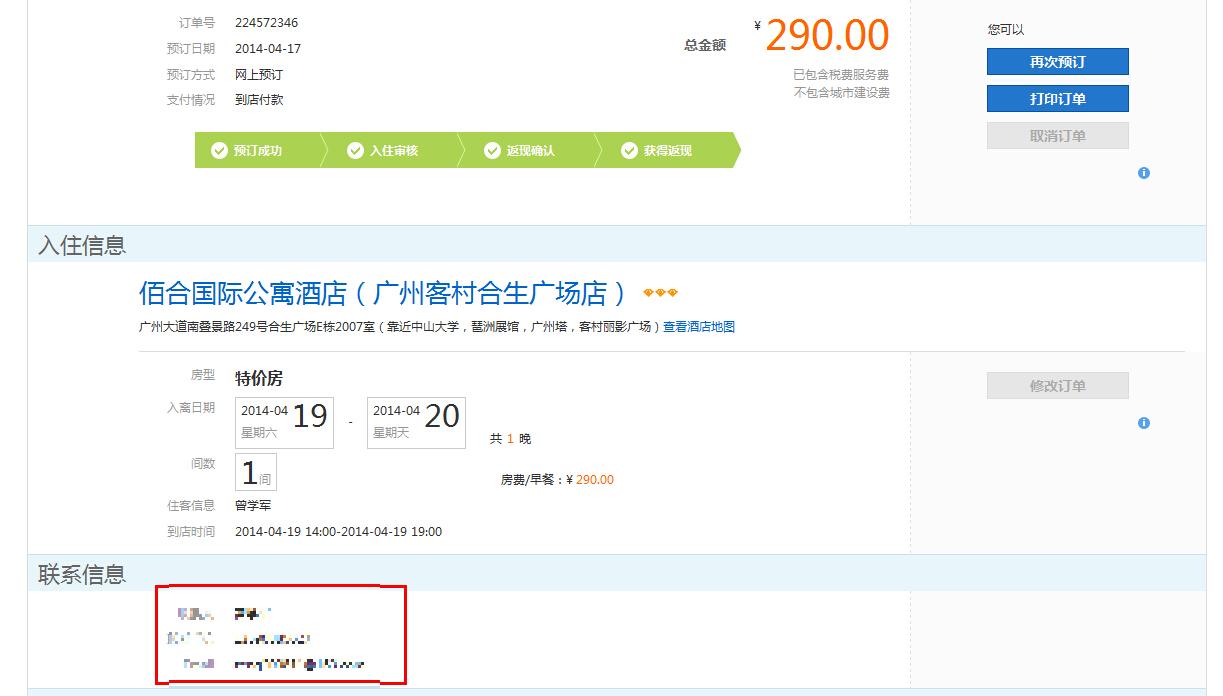 订单号 224572346
预订日期 2014-04-17
预订方式 网上预订
支付情况 到店付款
总金额 ¥290.00
已包含税费服务费
不包含城市建设费
您可以
再次预订
打印订单
取消订单
预订成功 入住审核 返现确认 获得返现
入住信息
佰合国际公寓酒店（广州客村合生广场店）
广州大道南叠景路249号合生广场E栋2007室（靠近中山大学，琶洲展馆，广州塔，客村丽影广场）查看酒店地图
房型 特价房
修改订单
入离日期 2014-04 19 星期六 - 2014-04 20 星期天 共 1 晚
间数 1间 房费/早餐：¥ 290.00
住客信息 曾学军
到店时间 2014-04-19 14:00-2014-04-19 19:00
联系信息